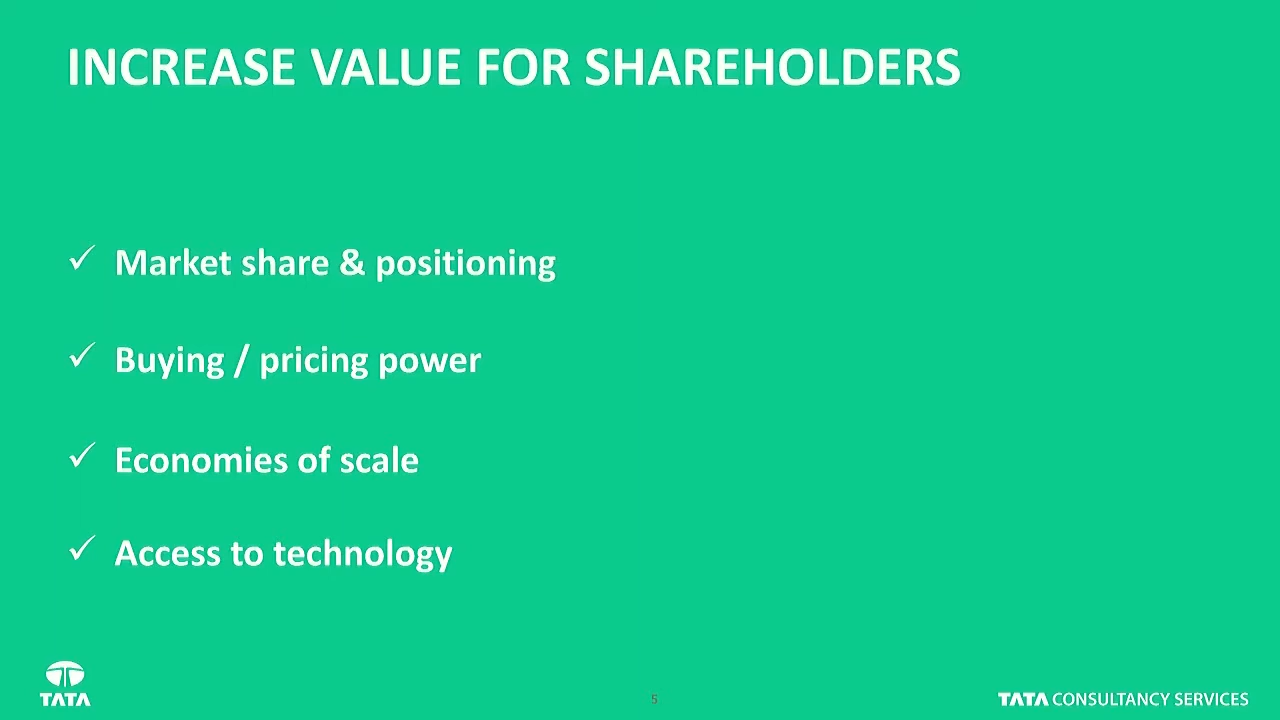 INCREASE VALUE FOR SHAREHOLDERS
✓ Market share & positioning
✓ Buying / pricing power
✓ Economies of scale
✓ Access to technology
TATA
5
TATA CONSULTANCY SERVICES